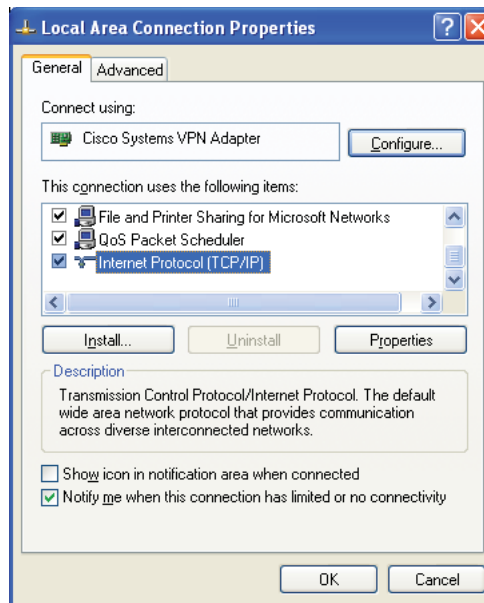 Local Area Connection Properties
General
Advanced
Connect using:
Cisco Systems VPN Adapter
Configure...
This connection uses the following items:
File and Printer Sharing for Microsoft Networks
QoS Packet Scheduler
Internet Protocol (TCP/IP)
Install...
Uninstall
Properties
Description
Transmission Control Protocol/Internet Protocol. The default
wide area network protocol that provides communication
across diverse interconnected networks.
Show icon in notification area when connected
Notify me when this connection has limited or no connectivity
OK
Cancel